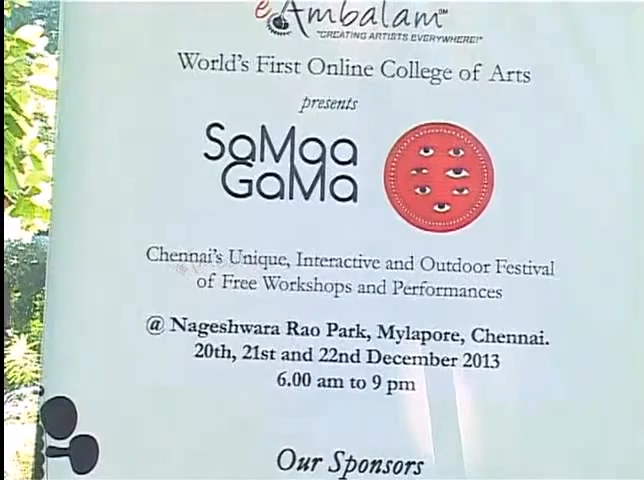 eAmbalam
"CREATING ARTISTS EVERYWHERE!"
World's First Online College of Arts
presents
SaMaa
GaMa
Chennai's Unique, Interactive and Outdoor Festival
of Free Workshops and Performances
@ Nageshwara Rao Park, Mylapore, Chennai.
20th, 21st and 22nd December 2013
6.00 am to 9 pm
Our Sponsors